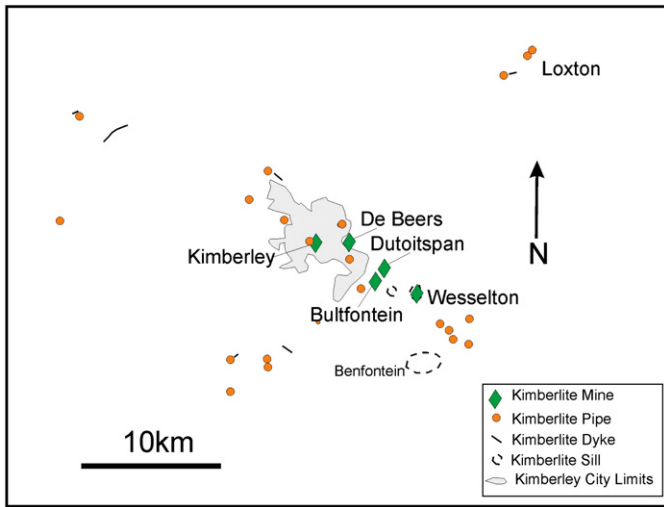 Loxton
De Beers
Dutoitspan
Kimberley
N
Wesselton
Bultfontein
Benfontein
10km
Kimberlite Mine
Kimberlite Pipe
Kimberlite Dyke
Kimberlite Sill
Kimberley City Limits